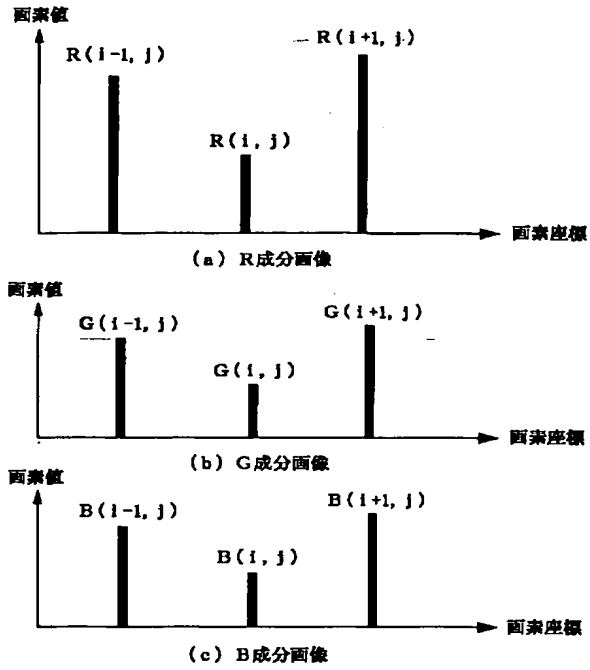 画素値
R(i-1, j)
R(i, j)
R(i+1, j)
画素座標
(a) R成分画像
画素値
G(i-1, j)
G(i, j)
G(i+1, j)
画素座標
(b) G成分画像
画素値
B(i-1, j)
B(i, j)
B(i+1, j)
画素座標
(c) B成分画像